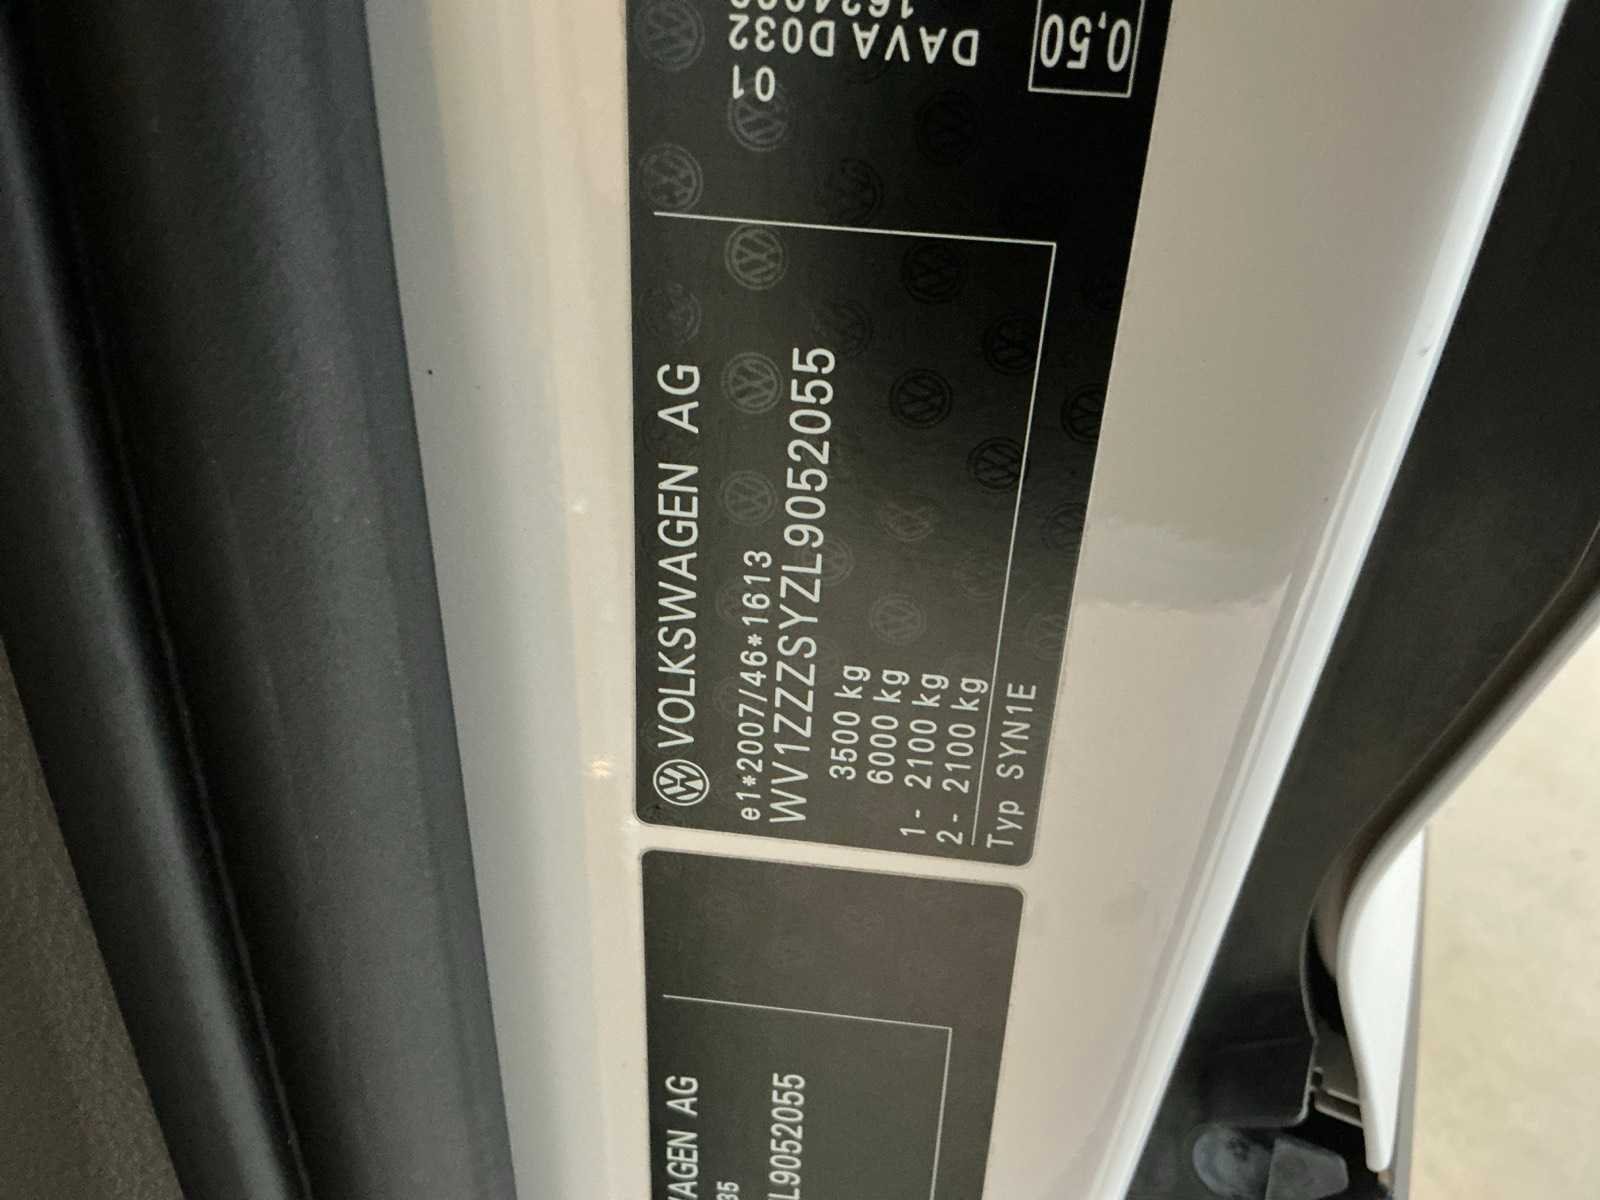 VOLKSWAGEN AG
e1*2007/46*1613
WV1ZZZSYZL9052055
3500 kg
6000 kg
1- 2100 kg
2- 2100 kg
Typ SYN1E
01
DAVA D032
0,50
WAGEN AG
35
L9052055